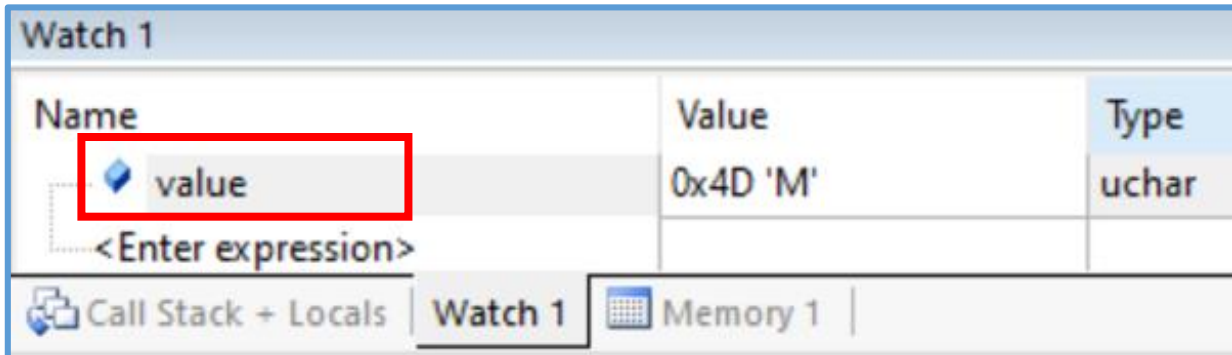 Watch 1
Name Value Type
value 0x4D 'M' uchar
<Enter expression>
Call Stack + Locals Watch 1 Memory 1